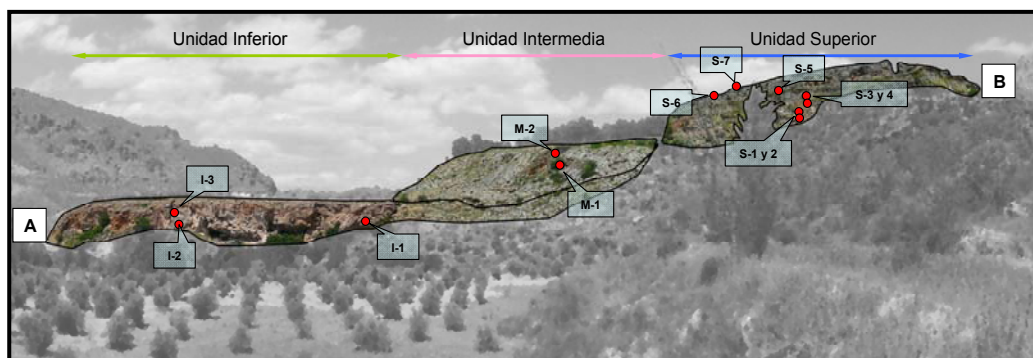 Unidad Inferior
Unidad Intermedia
Unidad Superior
S-7
S-5
B
S-6
S-3 y 4
M-2
S-1 y 2
I-3
M-1
A
I-1
I-2